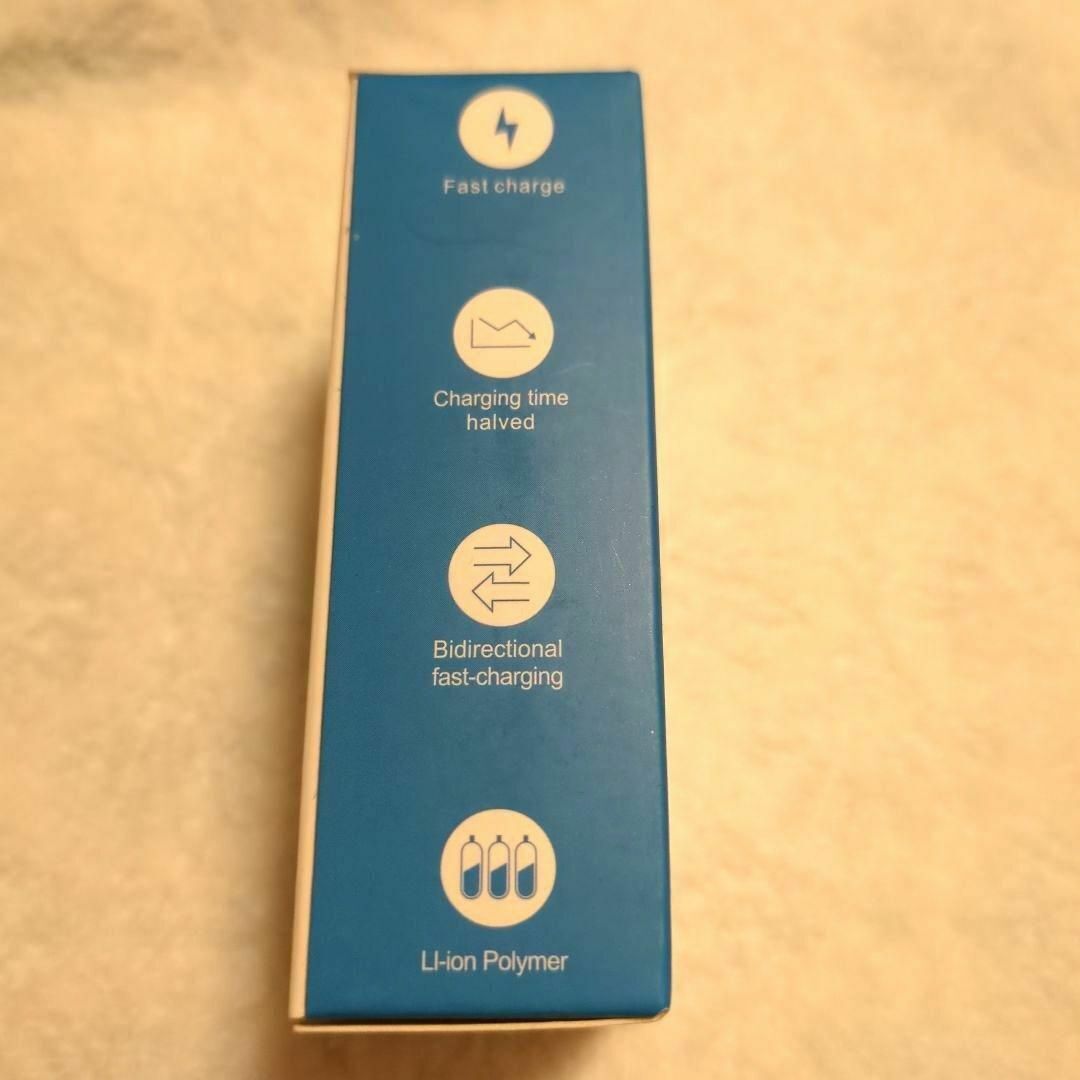 Fast charge
Charging time
halved
Bidirectional
fast-charging
LI-ion Polymer